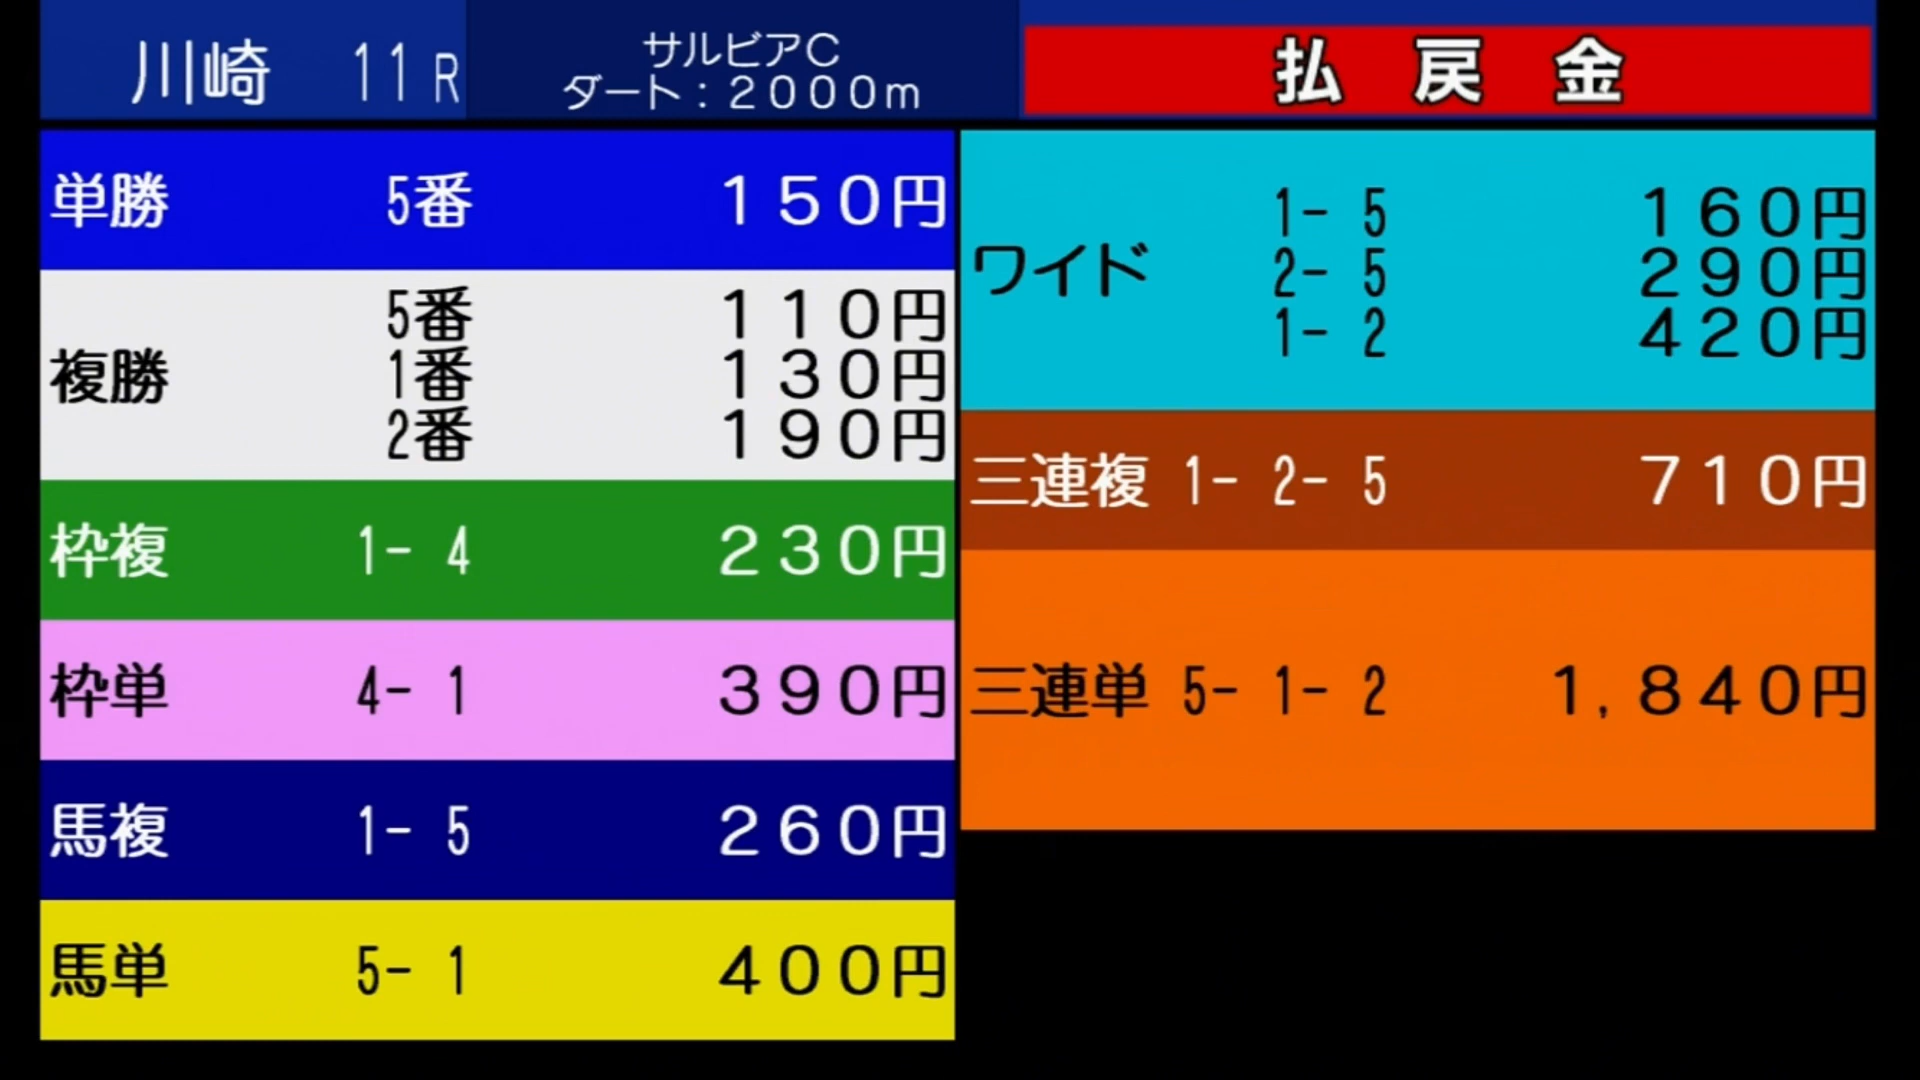 川崎 11R
サルビアC
ダート：2000m
払戻金
単勝 5番 150円
複勝
5番 110円
1番 130円
2番 190円
枠複 1- 4 230円
枠単 4- 1 390円
馬複 1- 5 260円
馬単 5- 1 400円
ワイド
1- 5 160円
2- 5 290円
1- 2 420円
三連複 1- 2- 5 710円
三連単 5- 1- 2 1,840円